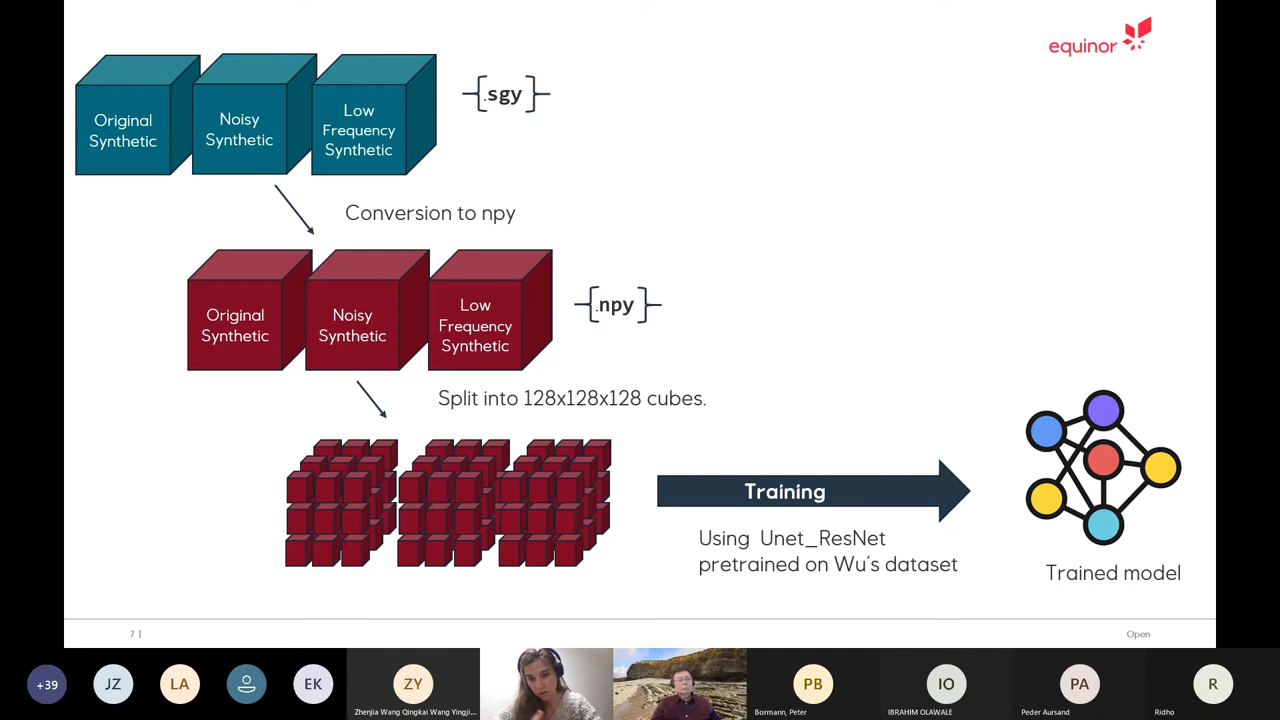 equinor
Original
Synthetic
Noisy
Synthetic
Low
Frequency
Synthetic
.sgy
Conversion to npy
Original
Synthetic
Noisy
Synthetic
Low
Frequency
Synthetic
.npy
Split into 128x128x128 cubes.
Training
Using Unet_ResNet
pretrained on Wu's dataset
Trained model
7 |
Open
+39
JZ
LA
EK
ZY
Zhenjia Wang Qingkai Wang Yingji...
PB
Bormann, Peter
IO
IBRAHIM OLAWALE
PA
Peder Aursand
R
Ridho